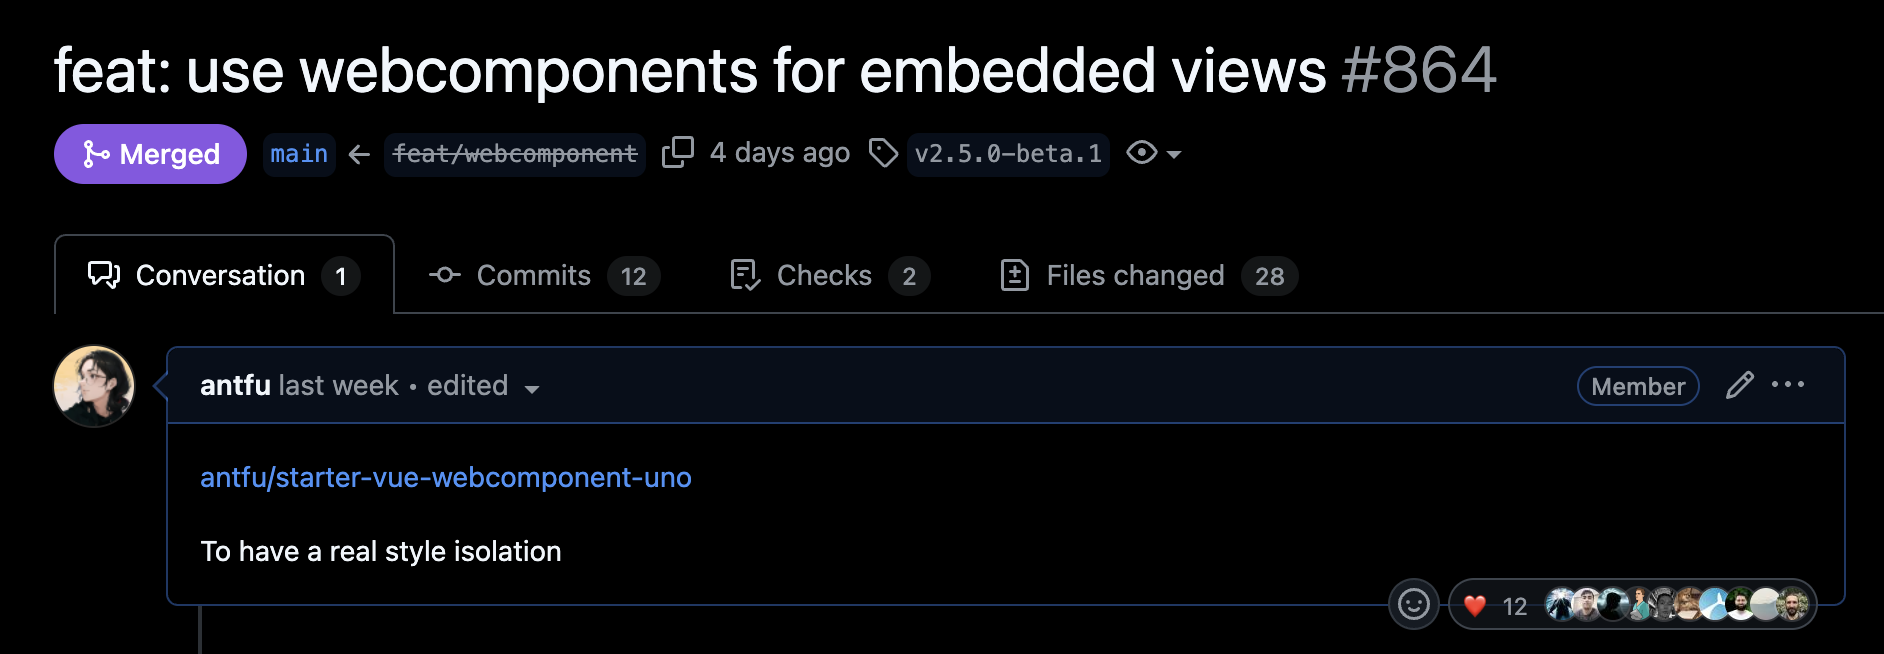 feat: use webcomponents for embedded views #864
Merged main ← feat/webcomponent 4 days ago v2.5.0-beta.1
Conversation 1 Commits 12 Checks 2 Files changed 28
antfu last week • edited Member
antfu/starter-vue-webcomponent-uno
To have a real style isolation
12